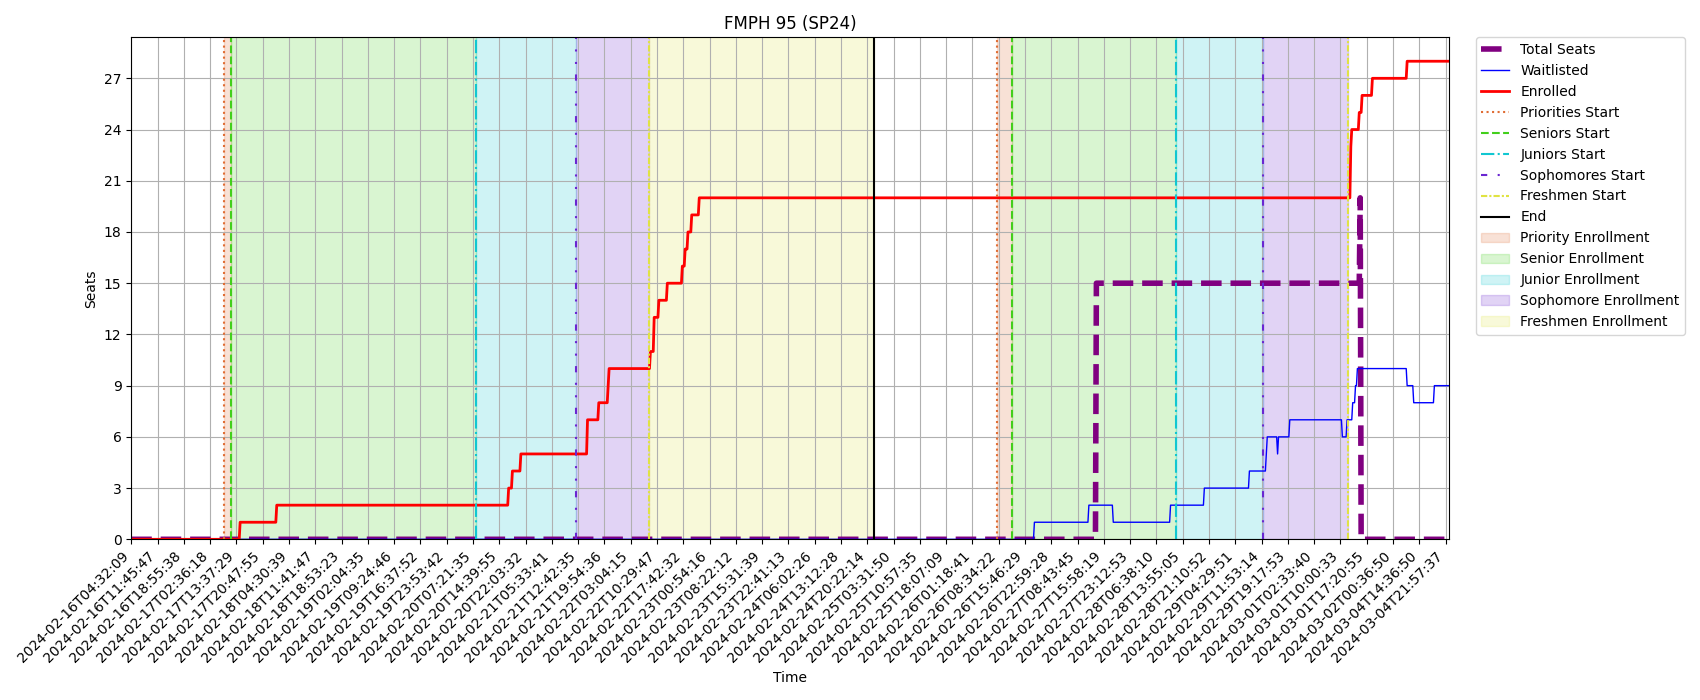 FMPH 95 (SP24)
Seats
27
24
21
18
15
12
9
6
3
0
2024-02-16T04:32:09
2024-02-16T11:45:47
2024-02-16T18:55:38
2024-02-17T02:36:18
2024-02-17T13:37:29
2024-02-17T20:47:55
2024-02-18T04:30:39
2024-02-18T11:41:47
2024-02-18T18:53:23
2024-02-19T02:04:35
2024-02-19T09:24:46
2024-02-19T16:37:52
2024-02-19T23:53:42
2024-02-20T07:21:35
2024-02-20T14:39:55
2024-02-20T22:03:32
2024-02-21T05:33:41
2024-02-21T12:42:35
2024-02-21T19:54:36
2024-02-22T03:04:15
2024-02-22T10:29:47
2024-02-22T17:42:32
2024-02-23T00:54:16
2024-02-23T08:22:12
2024-02-23T15:31:39
2024-02-23T22:41:13
2024-02-24T06:02:26
2024-02-24T13:12:28
2024-02-24T20:22:14
2024-02-25T03:31:50
2024-02-25T10:57:35
2024-02-25T18:07:09
2024-02-26T01:18:41
2024-02-26T08:34:22
2024-02-26T15:46:29
2024-02-26T22:59:28
2024-02-27T08:43:45
2024-02-27T15:58:19
2024-02-27T23:12:53
2024-02-28T06:38:10
2024-02-28T13:55:05
2024-02-28T21:10:52
2024-02-29T04:29:51
2024-02-29T11:53:14
2024-02-29T19:17:53
2024-03-01T02:33:40
2024-03-01T10:00:33
2024-03-01T17:20:55
2024-03-02T00:36:50
2024-03-04T14:36:50
2024-03-04T21:57:37
Time
Total Seats
Waitlisted
Enrolled
Priorities Start
Seniors Start
Juniors Start
Sophomores Start
Freshmen Start
End
Priority Enrollment
Senior Enrollment
Junior Enrollment
Sophomore Enrollment
Freshmen Enrollment